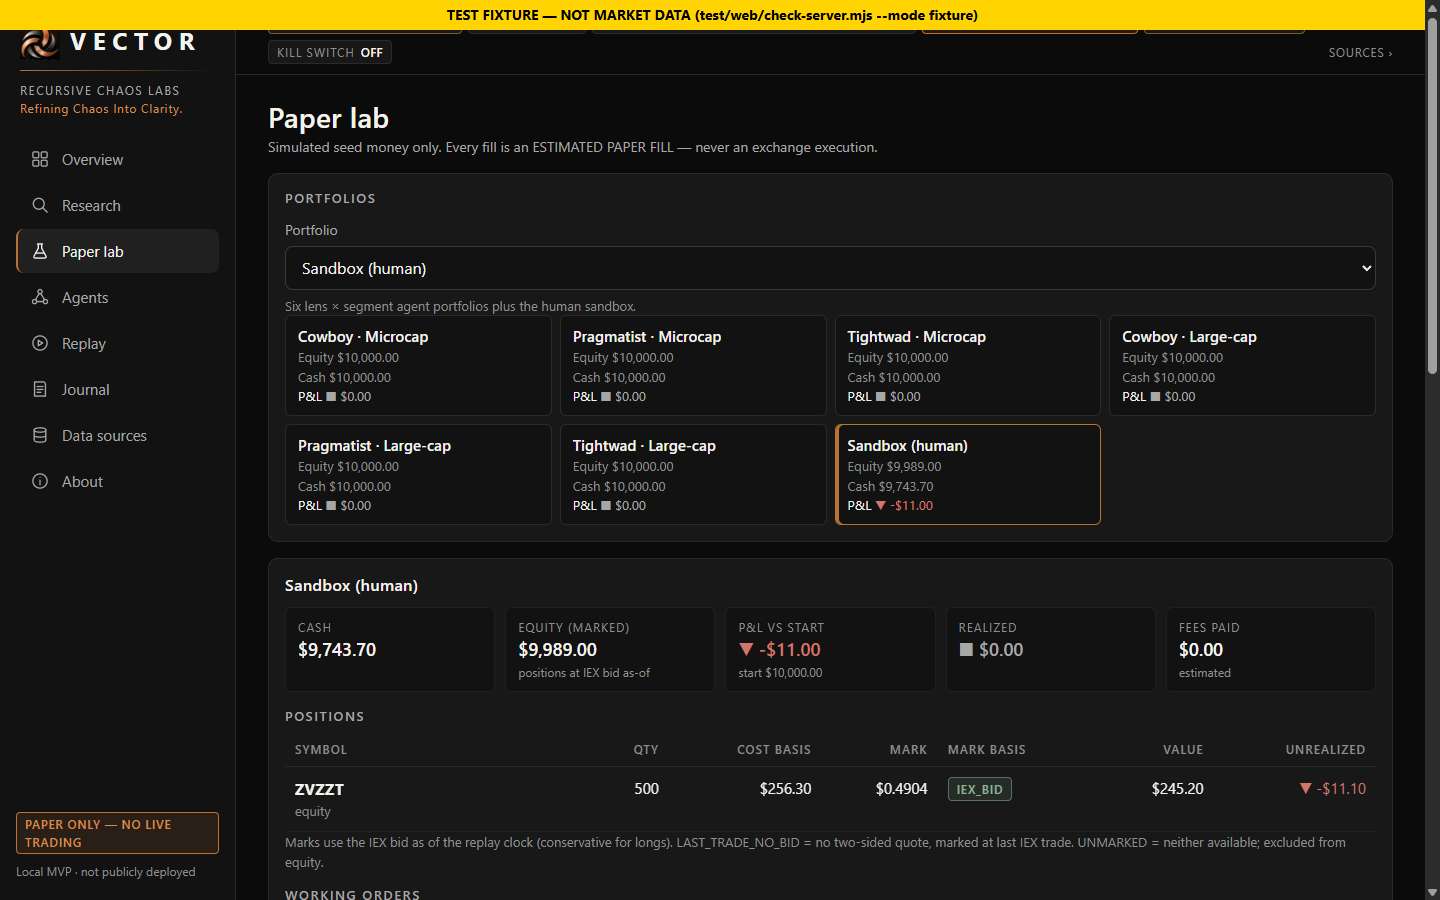 TEST FIXTURE — NOT MARKET DATA (test/web/check-server.mjs --mode fixture)
VECTOR
RECURSIVE CHAOS LABS
Refining Chaos Into Clarity.
Overview
Research
Paper lab
Agents
Replay
Journal
Data sources
About
PAPER ONLY — NO LIVE
TRADING
Local MVP · not publicly deployed
KILL SWITCH OFF
SOURCES ›
Paper lab
Simulated seed money only. Every fill is an ESTIMATED PAPER FILL — never an exchange execution.
PORTFOLIOS
Portfolio
Sandbox (human)
Six lens × segment agent portfolios plus the human sandbox.
Cowboy · Microcap
Equity $10,000.00
Cash $10,000.00
P&L ■ $0.00
Pragmatist · Microcap
Equity $10,000.00
Cash $10,000.00
P&L ■ $0.00
Tightwad · Microcap
Equity $10,000.00
Cash $10,000.00
P&L ■ $0.00
Cowboy · Large-cap
Equity $10,000.00
Cash $10,000.00
P&L ■ $0.00
Pragmatist · Large-cap
Equity $10,000.00
Cash $10,000.00
P&L ■ $0.00
Tightwad · Large-cap
Equity $10,000.00
Cash $10,000.00
P&L ■ $0.00
Sandbox (human)
Equity $9,989.00
Cash $9,743.70
P&L ▼ -$11.00
Sandbox (human)
CASH
$9,743.70
EQUITY (MARKED)
$9,989.00
positions at IEX bid as-of
P&L VS START
▼ -$11.00
start $10,000.00
REALIZED
■ $0.00
FEES PAID
$0.00
estimated
POSITIONS
SYMBOL QTY COST BASIS MARK MARK BASIS VALUE UNREALIZED
ZVZZT 500 $256.30 $0.4904 IEX_BID $245.20 ▼ -$11.10
equity
Marks use the IEX bid as of the replay clock (conservative for longs). LAST_TRADE_NO_BID = no two-sided quote, marked at last IEX trade. UNMARKED = neither available; excluded from
equity.
WORKING ORDERS